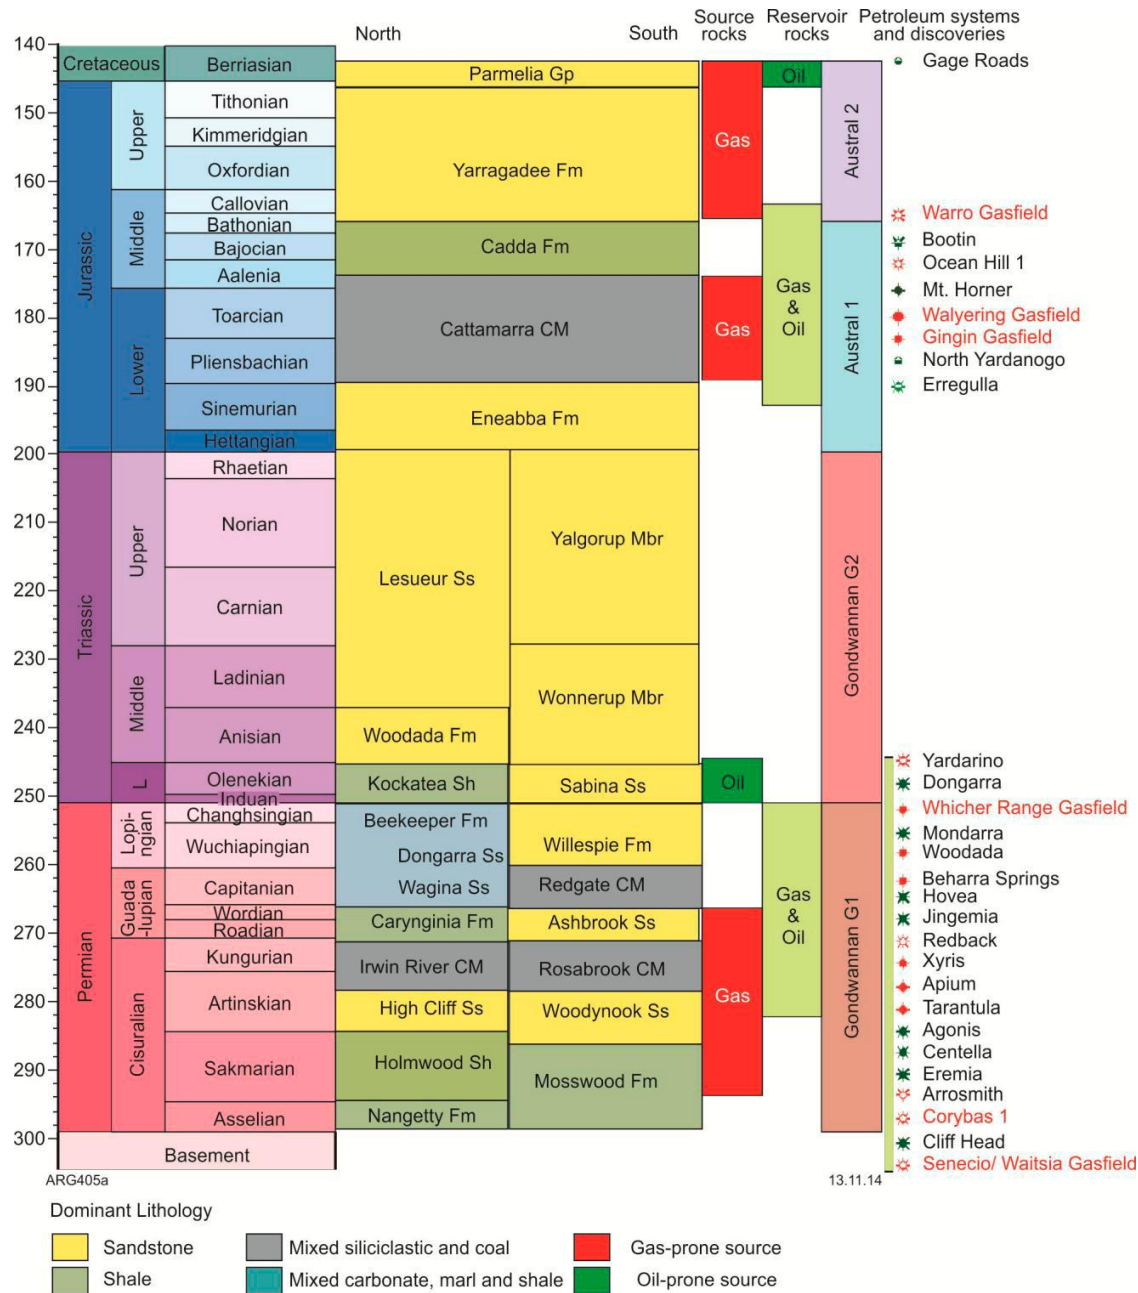 North
South
Source
rocks
Reservoir
rocks
Petroleum systems
and discoveries
140
150
160
170
180
190
200
210
220
230
240
250
260
270
280
290
300
Cretaceous
Jurassic
Triassic
Permian
Upper
Middle
Lower
Upper
Middle
L
Lopi-
ngian
Guada
-lupian
Cisuralian
Berriasian
Tithonian
Kimmeridgian
Oxfordian
Callovian
Bathonian
Bajocian
Aalenia
Toarcian
Pliensbachian
Sinemurian
Hettangian
Rhaetian
Norian
Carnian
Ladinian
Anisian
Olenekian
Induan
Changhsingian
Wuchiapingian
Capitanian
Wordian
Roadian
Kungurian
Artinskian
Sakmarian
Asselian
Basement
Parmelia Gp
Yarragadee Fm
Cadda Fm
Cattamarra CM
Eneabba Fm
Lesueur Ss
Yalgorup Mbr
Wonnerup Mbr
Woodada Fm
Kockatea Sh
Sabina Ss
Beekeeper Fm
Dongarra Ss
Wagina Ss
Willespie Fm
Redgate CM
Carynginia Fm
Ashbrook Ss
Irwin River CM
Rosabrook CM
High Cliff Ss
Woodynook Ss
Holmwood Sh
Mosswood Fm
Nangetty Fm
Gas
Gas
Oil
Gas
Oil
Gas
&
Oil
Gas
&
Oil
Austral 2
Austral 1
Gondwannan G2
Gondwannan G1
Gage Roads
Warro Gasfield
Bootin
Ocean Hill 1
Mt. Horner
Walyering Gasfield
Gingin Gasfield
North Yardanogo
Erregulla
Yardarino
Dongarra
Whicher Range Gasfield
Mondarra
Woodada
Beharra Springs
Hovea
Jingemia
Redback
Xyris
Apium
Tarantula
Agonis
Centella
Eremia
Arrosmith
Corybas 1
Cliff Head
Senecio/ Waitsia Gasfield
ARG405a
13.11.14
Dominant Lithology
Sandstone
Mixed siliciclastic and coal
Gas-prone source
Shale
Mixed carbonate, marl and shale
Oil-prone source